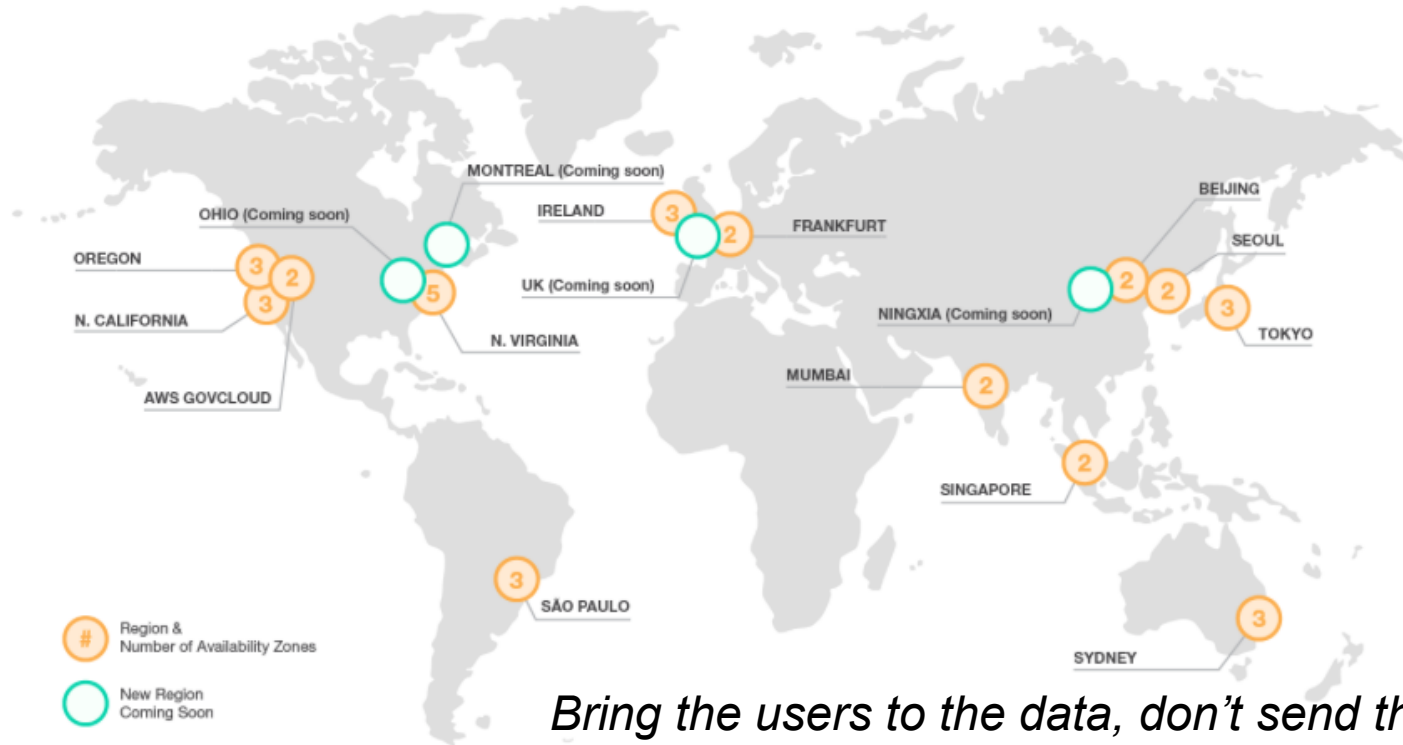 MONTREAL (Coming soon)
BEIJING
IRELAND
3
OHIO (Coming soon)
FRANKFURT
2
SEOUL
OREGON
3
2
2
2
UK (Coming soon)
5
3
N. CALIFORNIA
NINGXIA (Coming soon)
3
N. VIRGINIA
TOKYO
MUMBAI
2
AWS GOVCLOUD
2
SINGAPORE
3
SÃO PAULO
3
# Region &
Number of Availability Zones
SYDNEY
New Region
Coming Soon
Bring the users to the data, don’t send th